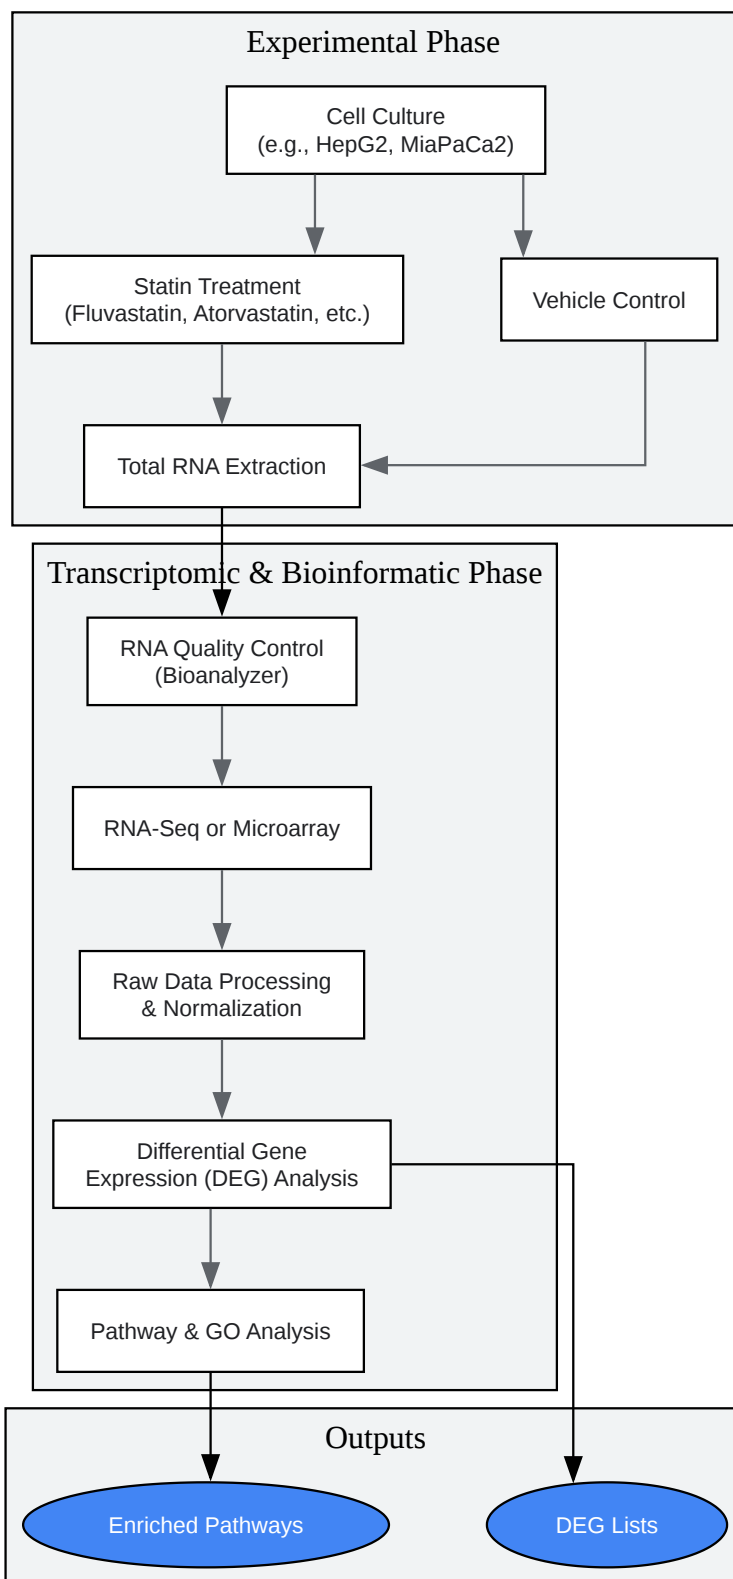 Experimental Phase
Cell Culture
(e.g., HepG2, MiaPaCa2)
Statin Treatment
(Fluvastatin, Atorvastatin, etc.)
Vehicle Control
Total RNA Extraction
Transcriptomic & Bioinformatic Phase
RNA Quality Control
(Bioanalyzer)
RNA-Seq or Microarray
Raw Data Processing
& Normalization
Differential Gene
Expression (DEG) Analysis
Pathway & GO Analysis
Outputs
Enriched Pathways
DEG Lists